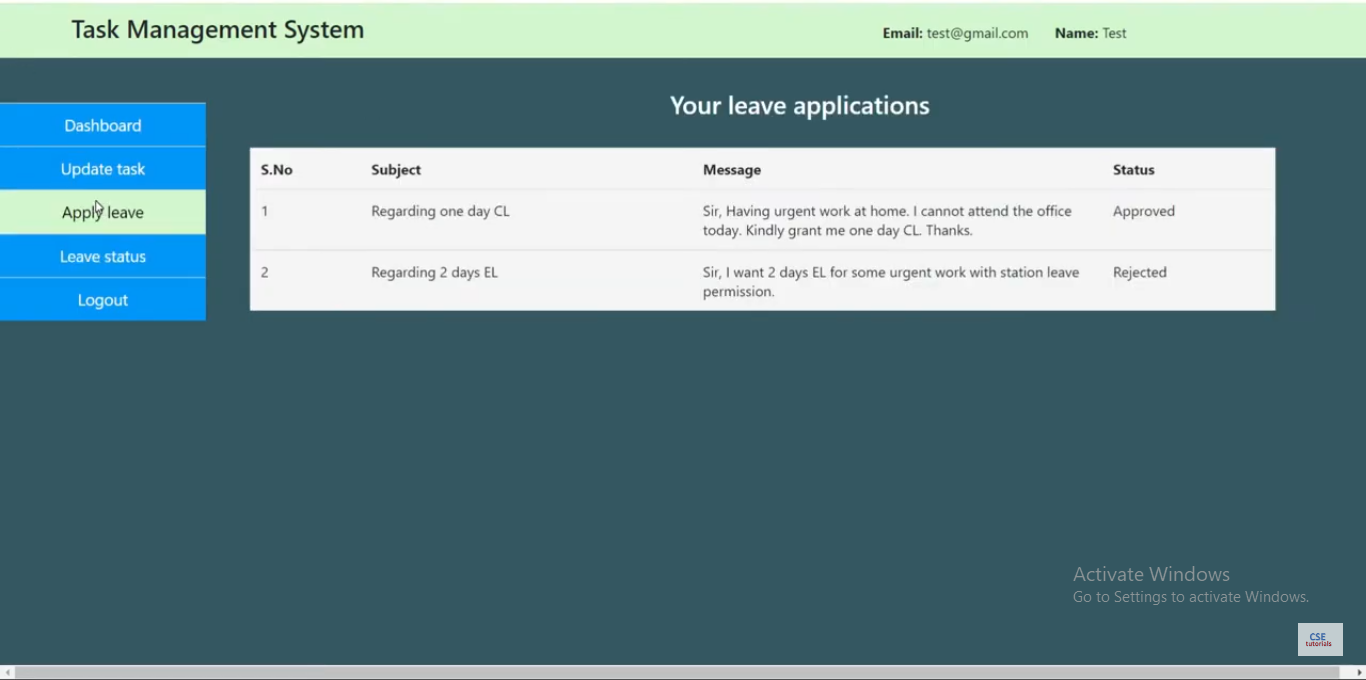 Task Management System
Email: test@gmail.com Name: Test
Dashboard
Update task
Apply leave
Leave status
Logout
Your leave applications
S.No Subject Message Status
1 Regarding one day CL Sir, Having urgent work at home. I cannot attend the office Approved
today. Kindly grant me one day CL. Thanks.
2 Regarding 2 days EL Sir, I want 2 days EL for some urgent work with station leave Rejected
permission.
Activate Windows
Go to Settings to activate Windows.
CSE
tutorials